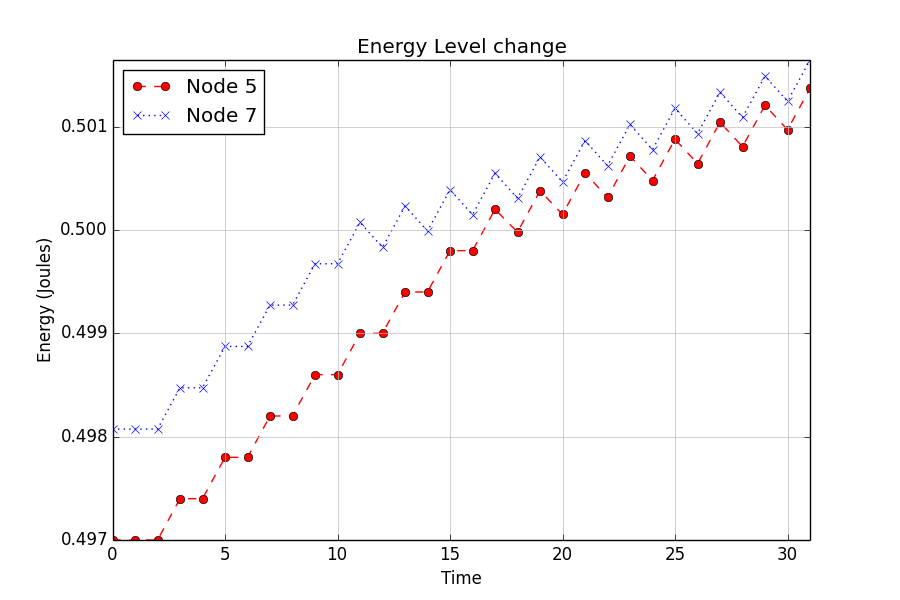 Energy Level change
Node 5
Node 7
0.501
0.500
0.499
0.498
0.497
Energy (Joules)
0 5 10 15 20 25 30
Time